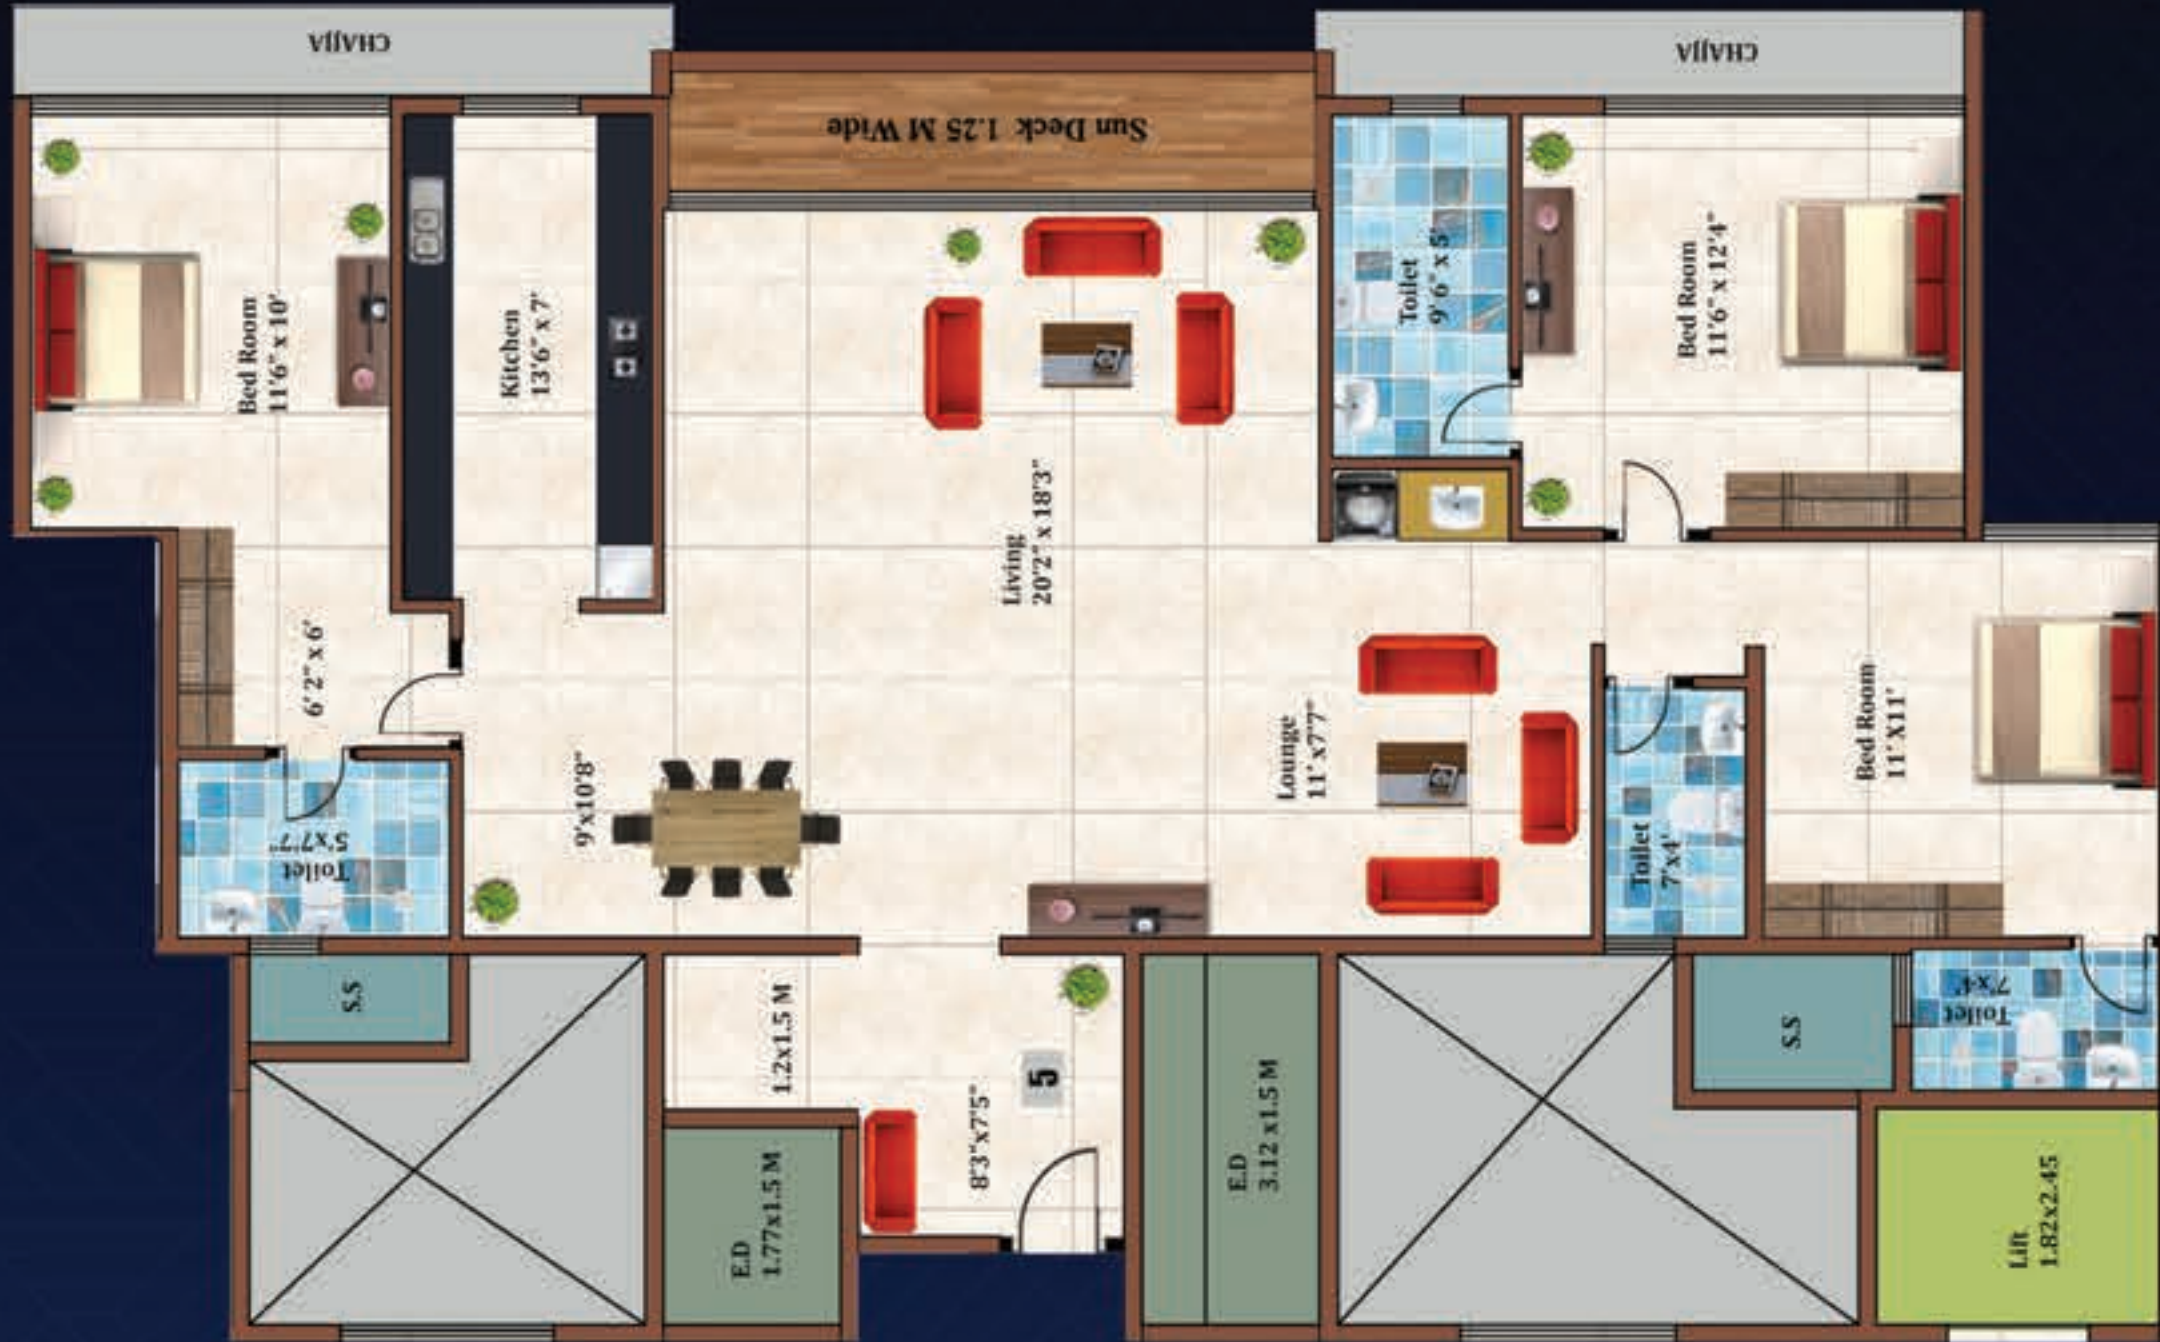 CHAJJA
CHAJJA
Sun Deck 1.25 M Wide
Bed Room
11'6" x 10'
Kitchen
13'6" x 7'
Toilet
9' 6" x 5'
Bed Room
11'6" x 12'4"
Living
20'2" x 18'3"
6' 2" x 6'
9'x10'8"
Lounge
11' x7'7"
Bed Room
11' X11'
Toilet
5'x7'7"
Toilet
7'x4'
S.S
1.2x1.5 M
S.S
Toilet
7'x4'
5
8'3"x7'5"
E.D
3.12 x1.5 M
E.D
1.77x1.5 M
Lift
1.82x2.45